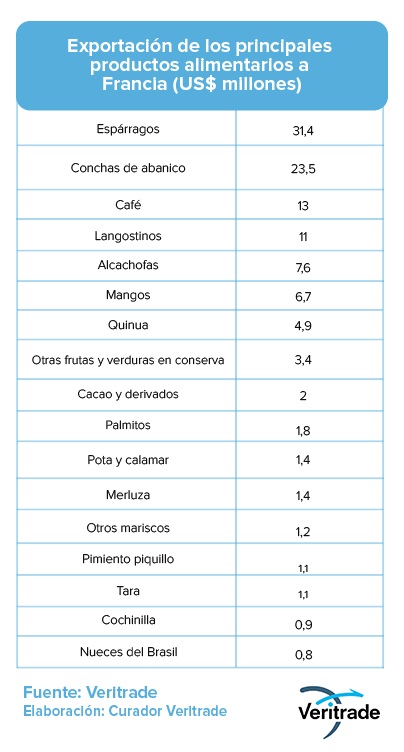 Exportación de los principales
productos alimentarios a
Francia (US$ millones)
Espárragos 31,4
Conchas de abanico 23,5
Café 13
Langostinos 11
Alcachofas 7,6
Mangos 6,7
Quinua 4,9
Otras frutas y verduras en conserva 3,4
Cacao y derivados 2
Palmitos 1,8
Pota y calamar 1,4
Merluza 1,4
Otros mariscos 1,2
Pimiento piquillo 1,1
Tara 1,1
Cochinilla 0,9
Nueces del Brasil 0,8
Fuente: Veritrade
Elaboración: Curador Veritrade
Veritrade